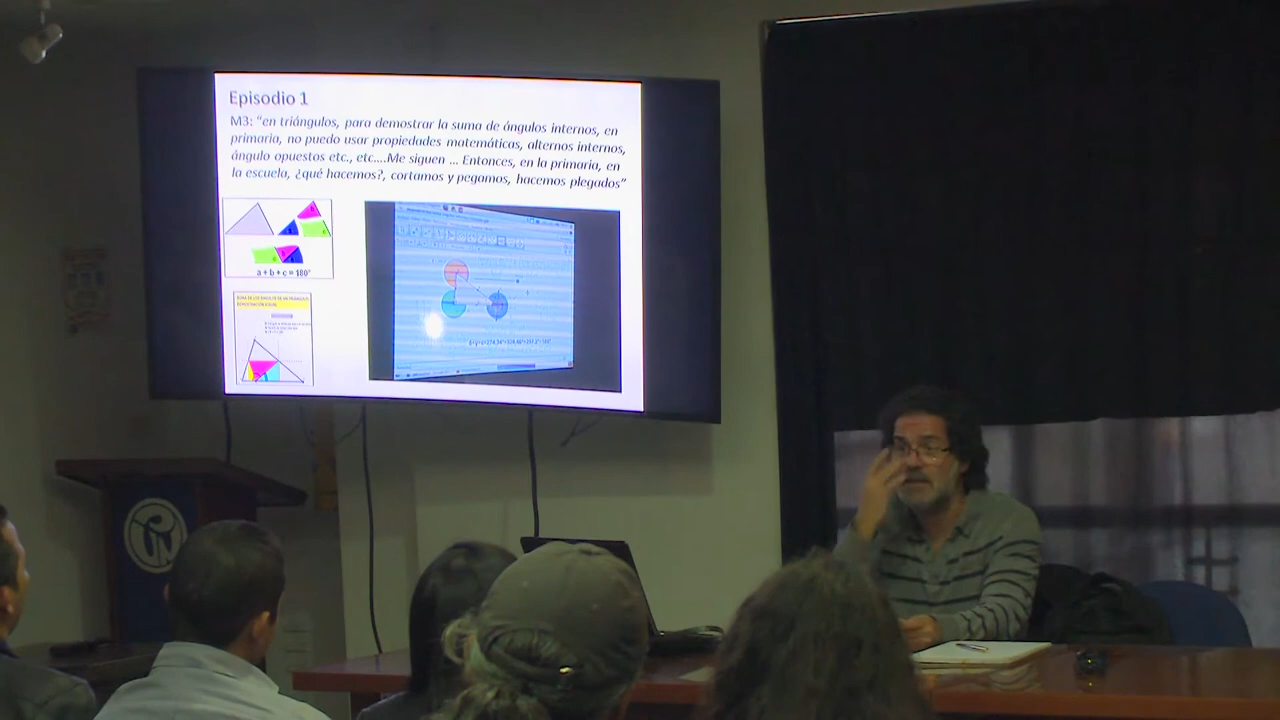 Episodio 1
M3: “en triángulos, para demostrar la suma de ángulos internos, en
primaria, no puedo usar propiedades matemáticas, alternos internos,
ángulo opuestos etc., etc....Me siguen ... Entonces, en la primaria, en
la escuela, ¿qué hacemos?, cortamos y pegamos, hacemos plegados”
a + b + c = 180°